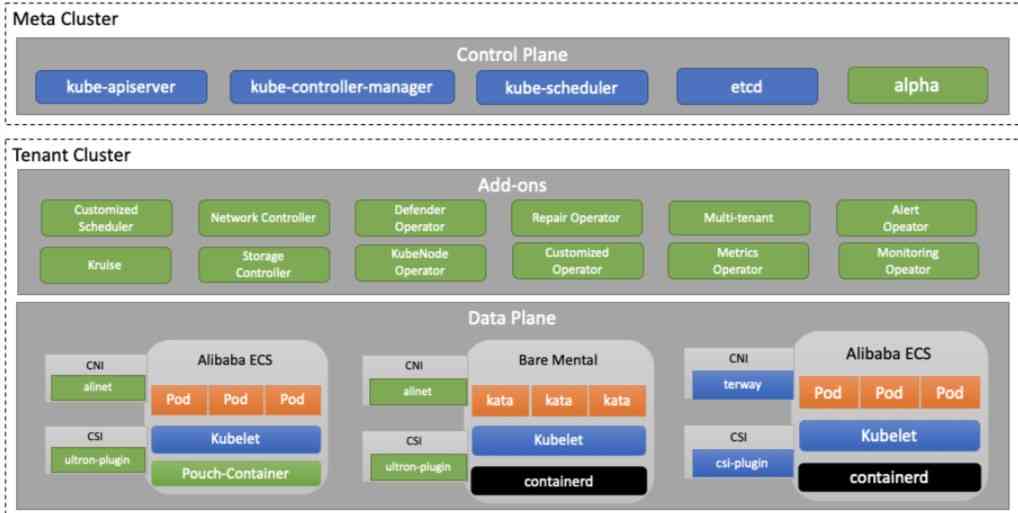 Meta Cluster
Control Plane
kube-apiserver
kube-controller-manager
kube-scheduler
etcd
alpha
Tenant Cluster
Add-ons
Customized
Scheduler
Network Controller
Defender
Operator
Repair Operator
Multi-tenant
Alert
Opeator
Kruise
Storage
Controller
KubeNode
Operator
Customized
Operator
Metrics
Operator
Monitoring
Opeator
Data Plane
CNI
alinet
CSI
ultron-plugin
Alibaba ECS
Pod
Pod
Pod
Kubelet
Pouch-Container
CNI
alinet
CSI
ultron-plugin
Bare Mental
kata
kata
kata
Kubelet
containerd
CNI
terway
CSI
csi-plugin
Alibaba ECS
Pod
Pod
Pod
Kubelet
containerd